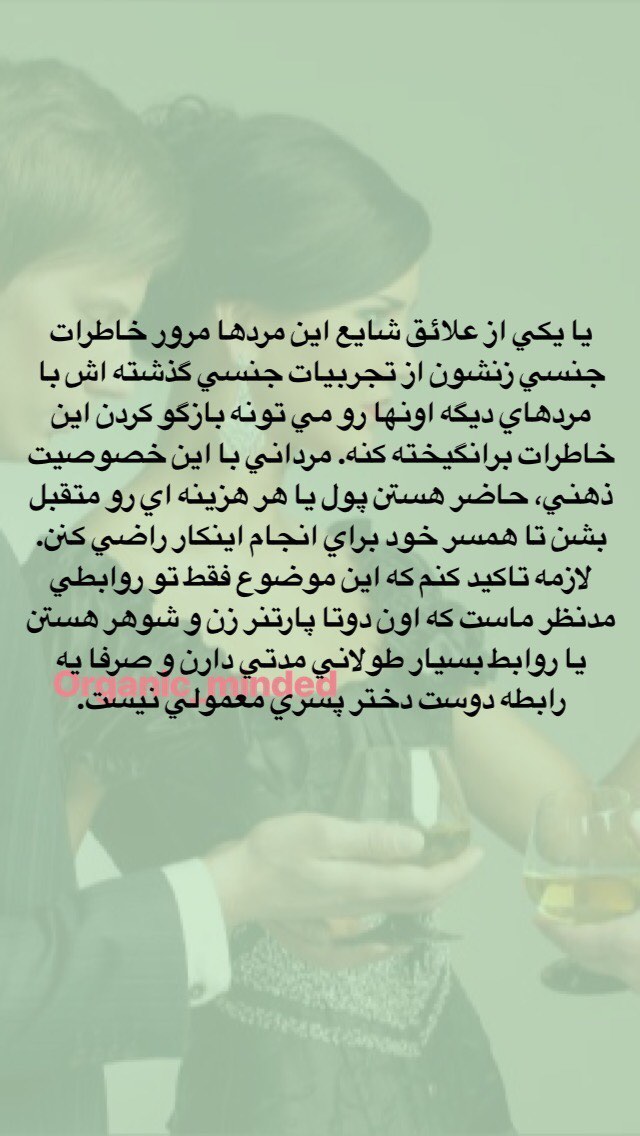 يا يكي از علائق شايع اين مردها مرور خاطرات
جنسي زنشون از تجربيات جنسي گذشته اش با
مردهاي ديگه اونها رو مي تونه بازگو كردن اين
خاطرات برانگيخته كنه. مرداني با اين خصوصيت
ذهني، حاضر هستن پول يا هر هزينه اي رو متقبل
بشن تا همسر خود براي انجام اينكار راضي كنن.
لازمه تاكيد كنم كه اين موضوع فقط تو روابطي
مدنظر ماست كه اون دوتا پارتنر زن و شوهر هستن
يا روابط بسيار طولاني مدتي دارن و صرفا يه
Organic_minded
رابطه دوست دختر پسري معمولي نيست.